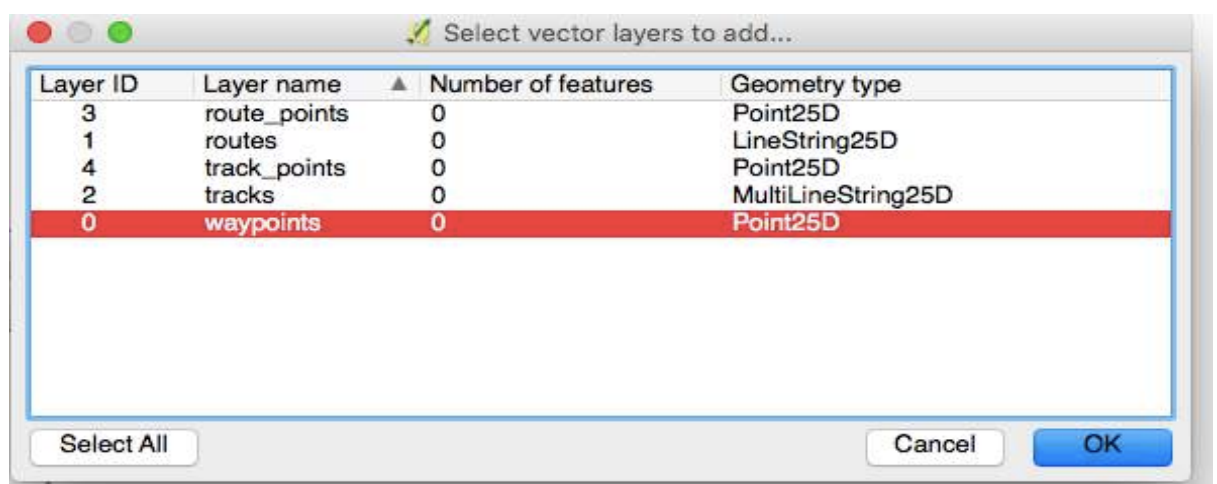 Select vector layers to add...
Layer ID Layer name Number of features Geometry type
3 route_points 0 Point25D
1 routes 0 LineString25D
4 track_points 0 Point25D
2 tracks 0 MultiLineString25D
0 waypoints 0 Point25D
Select All Cancel OK